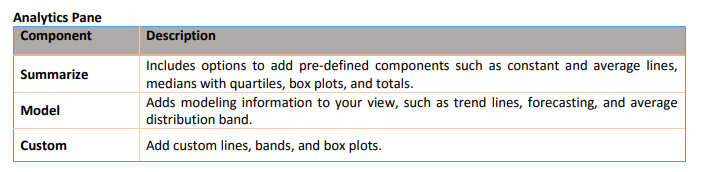 Analytics Pane
Component Description
Summarize Includes options to add pre-defined components such as constant and average lines,
medians with quartiles, box plots, and totals.
Model Adds modeling information to your view, such as trend lines, forecasting, and average
distribution band.
Custom Add custom lines, bands, and box plots.